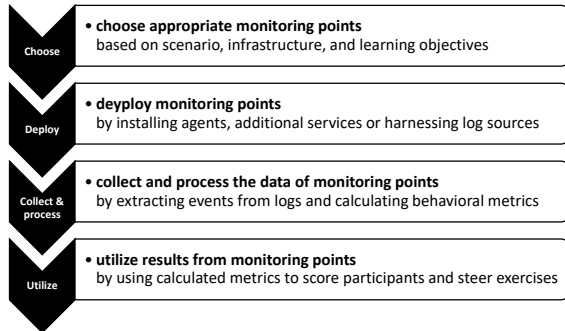 Choose
• choose appropriate monitoring points
based on scenario, infrastructure, and learning objectives
Deploy
• deyploy monitoring points
by installing agents, additional services or harnessing log sources
Collect &
process
• collect and process the data of monitoring points
by extracting events from logs and calculating behavioral metrics
Utilize
• utilize results from monitoring points
by using calculated metrics to score participants and steer exercises